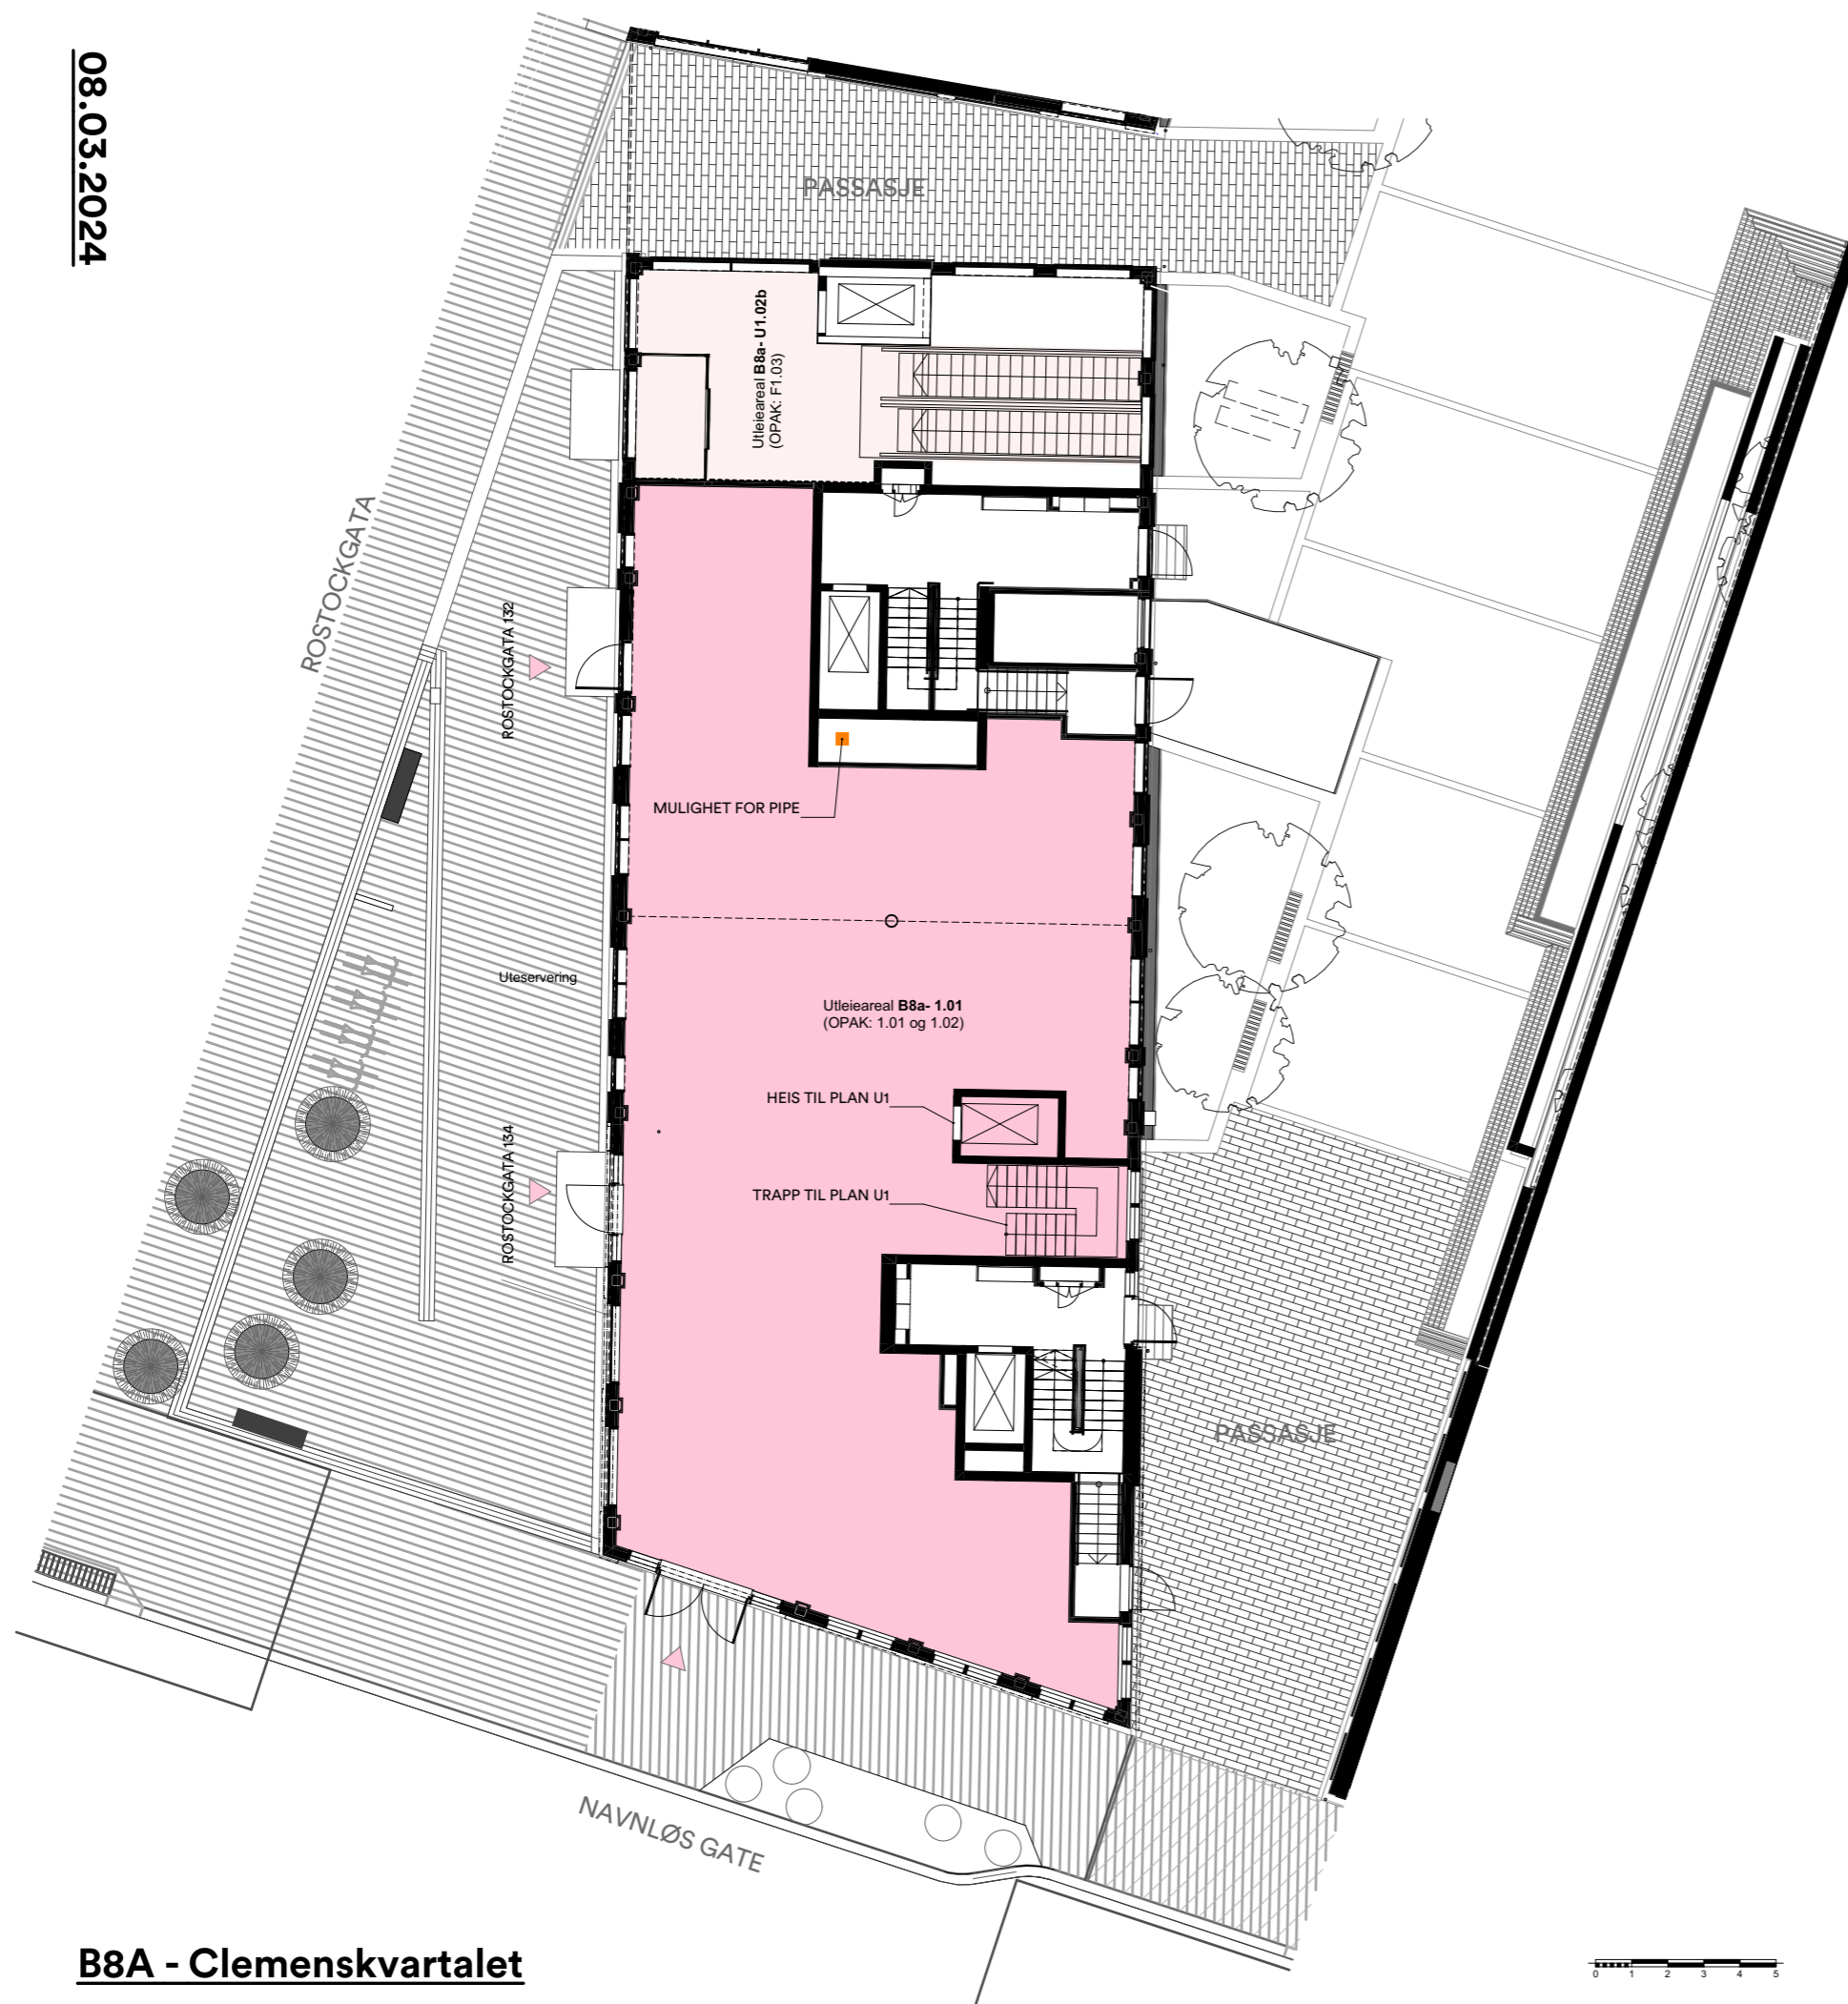 08.03.2024
PASSASJE
Utleieareal B8a- U1.02b
(OPAK: F1.03)
ROSTOCKGATA
ROSTOCKGATA 132
MULIGHET FOR PIPE
Uteservering
Utleieareal B8a- 1.01
(OPAK: 1.01 og 1.02)
HEIS TIL PLAN U1
ROSTOCKGATA 134
TRAPP TIL PLAN U1
PASSASJE
NAVNLØS GATE
B8A - Clemenskvartalet
0 1 2 3 4 5